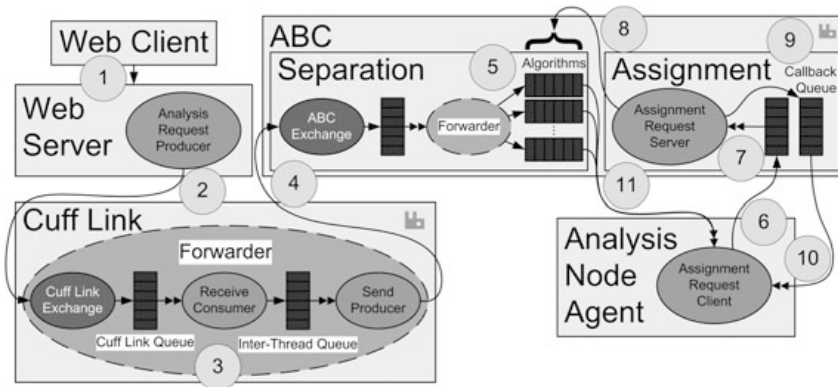 Web Client
1
Web
Server
Analysis
Request
Producer
2
Cuff Link
Forwarder
Cuff Link
Exchange
Receive
Consumer
Send
Producer
Cuff Link Queue
Inter-Thread Queue
3
4
ABC
Separation
5
Algorithms
ABC
Exchange
Forwarder
8
9
Assignment
Callback
Queue
Assignment
Request
Server
7
11
6
10
Analysis
Node
Agent
Assignment
Request
Client